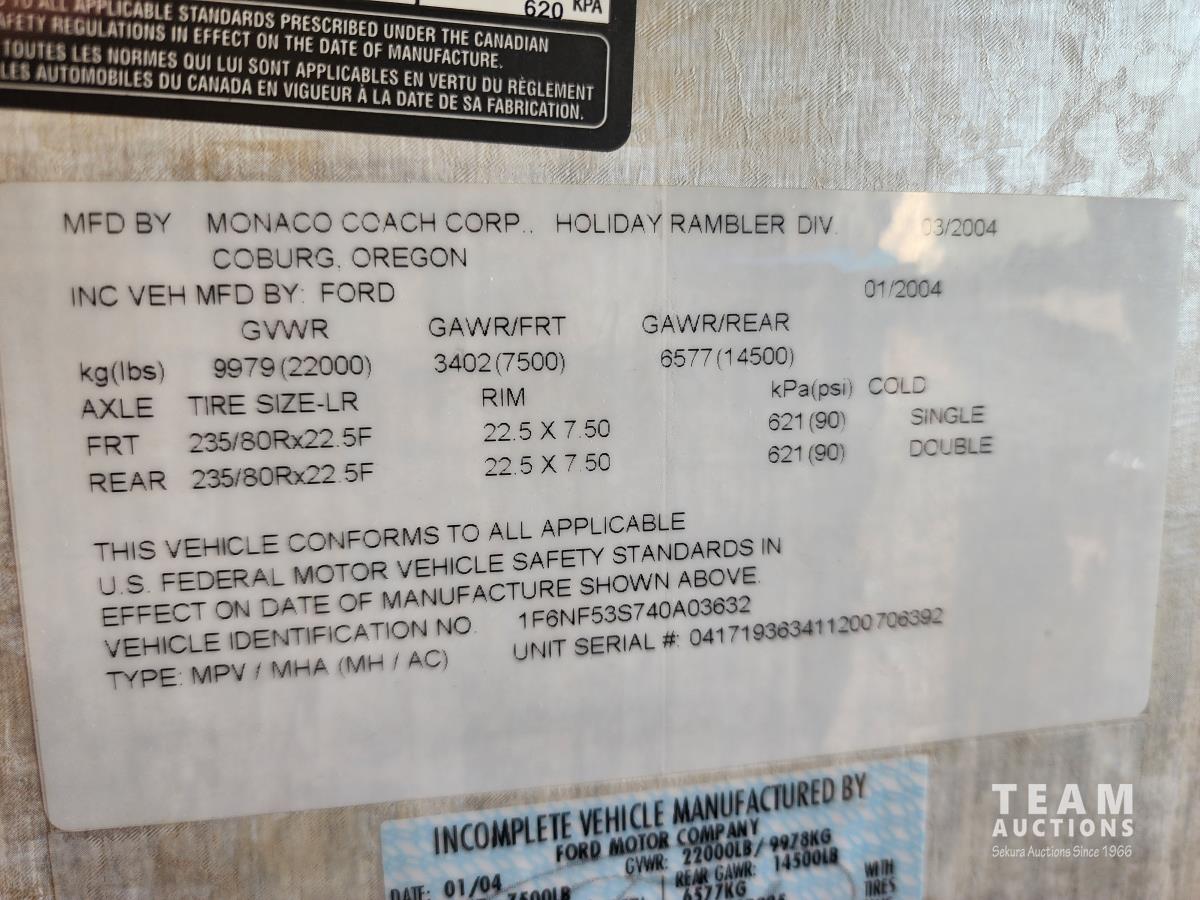 620 KPA
TO ALL APPLICABLE STANDARDS PRESCRIBED UNDER THE CANADIAN
SAFETY REGULATIONS IN EFFECT ON THE DATE OF MANUFACTURE.
TOUTES LES NORMES QUI LUI SONT APPLICABLES EN VERTU DU RÈGLEMENT
LES AUTOMOBILES DU CANADA EN VIGUEUR À LA DATE DE SA FABRICATION.
MFD BY MONACO COACH CORP., HOLIDAY RAMBLER DIV. 03/2004
COBURG, OREGON
INC VEH MFD BY: FORD 01/2004
GVWR GAWR/FRT GAWR/REAR
kg(lbs) 9979(22000) 3402(7500) 6577(14500)
AXLE TIRE SIZE-LR RIM kPa(psi) COLD
FRT 235/80Rx22.5F 22.5 X 7.50 621(90) SINGLE
REAR 235/80Rx22.5F 22.5 X 7.50 621(90) DOUBLE
THIS VEHICLE CONFORMS TO ALL APPLICABLE
U.S. FEDERAL MOTOR VEHICLE SAFETY STANDARDS IN
EFFECT ON DATE OF MANUFACTURE SHOWN ABOVE.
VEHICLE IDENTIFICATION NO. 1F6NF53S740A03632
TYPE: MPV / MHA (MH / AC) UNIT SERIAL #: 041719363411200706392
INCOMPLETE VEHICLE MANUFACTURED BY
FORD MOTOR COMPANY
GVWR: 22000LB/ 9978KG
DATE: 01/04 REAR GAWR: 14500LB WITH
7500LB 6577KG TIRES
TEAM
AUCTIONS
Sekura Auctions Since 1966